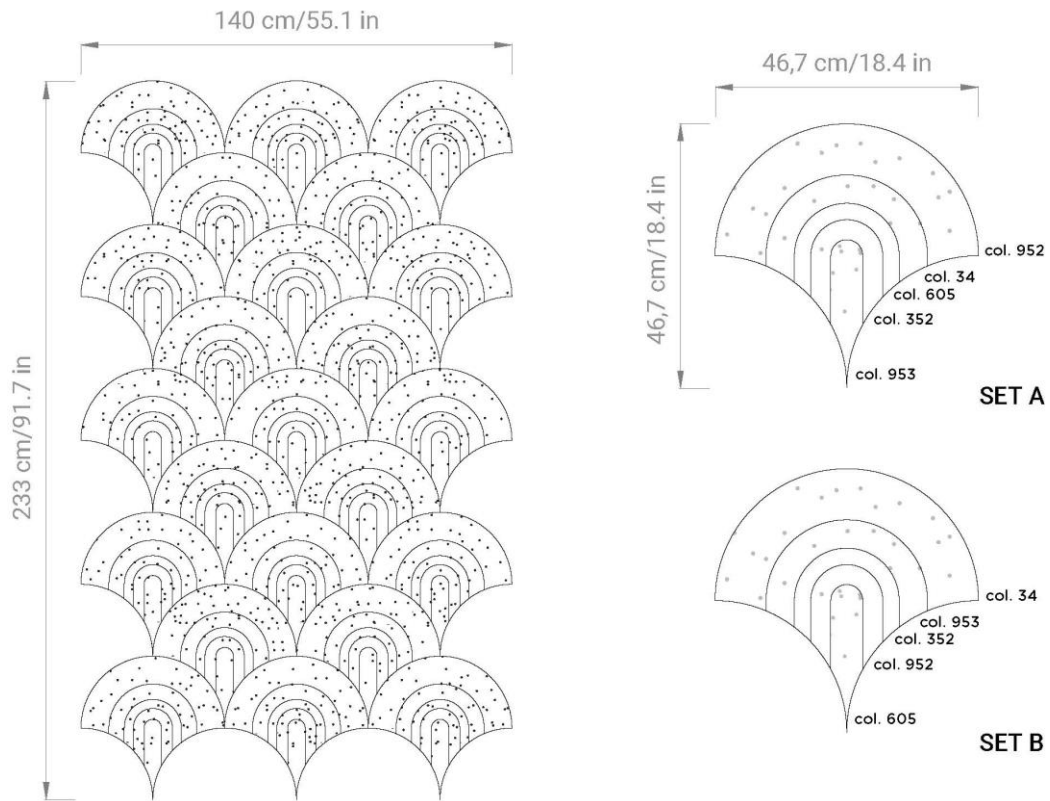 140 cm/55.1 in
233 cm/91.7 in
46,7 cm/18.4 in
46,7 cm/18.4 in
col. 952
col. 34
col. 605
col. 352
col. 953
SET A
col. 34
col. 953
col. 352
col. 952
col. 605
SET B